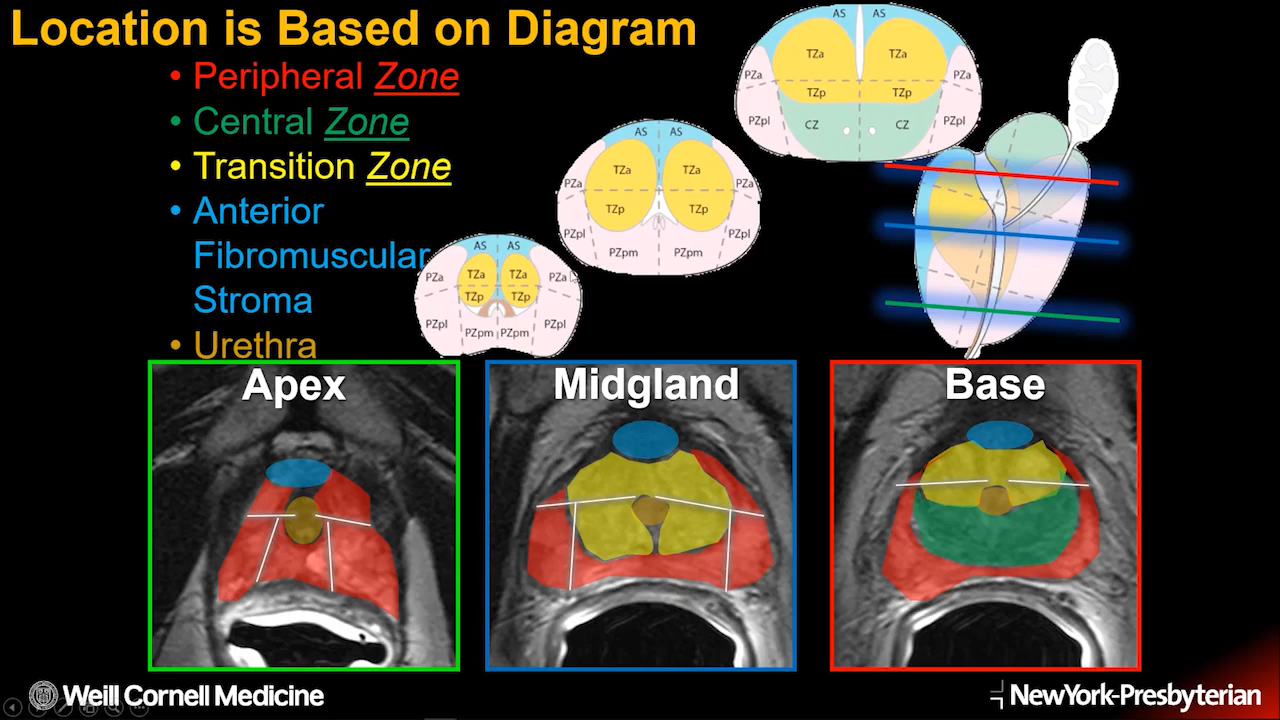 Location is Based on Diagram
• Peripheral Zone
• Central Zone
• Transition Zone
• Anterior
Fibromuscular
Stroma
• Urethra
AS AS
TZa TZa
PZa PZa
TZp TZp
PZpl CZ CZ PZpl
AS AS
TZa TZa
PZa PZa
TZp TZp
PZpl PZpl
PZpm PZpm
AS AS
PZa TZa TZa PZa
TZp TZp
PZpl PZpl
PZpm PZpm
Apex
Midgland
Base
Weill Cornell Medicine
NewYork-Presbyterian